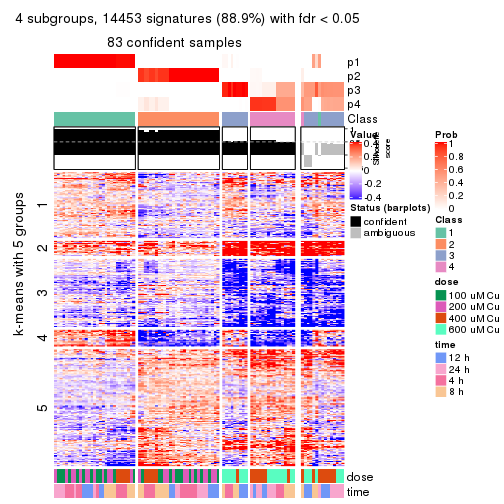 4 subgroups, 14453 signatures (88.9%) with fdr < 0.05
83 confident samples
p1
p2
p3
p4
Class
1
2
3
4
5
k-means with 5 groups
dose
time
Value
0.4
0
-0.2
-0.4
Silhouette
score
Status (barplots)
confident
ambiguous
Prob
1
0.8
0.6
0.4
0.2
0
Class
1
2
3
4
dose
100 uM Cu
200 uM Cu
400 uM Cu
600 uM Cu
time
12 h
24 h
4 h
8 h